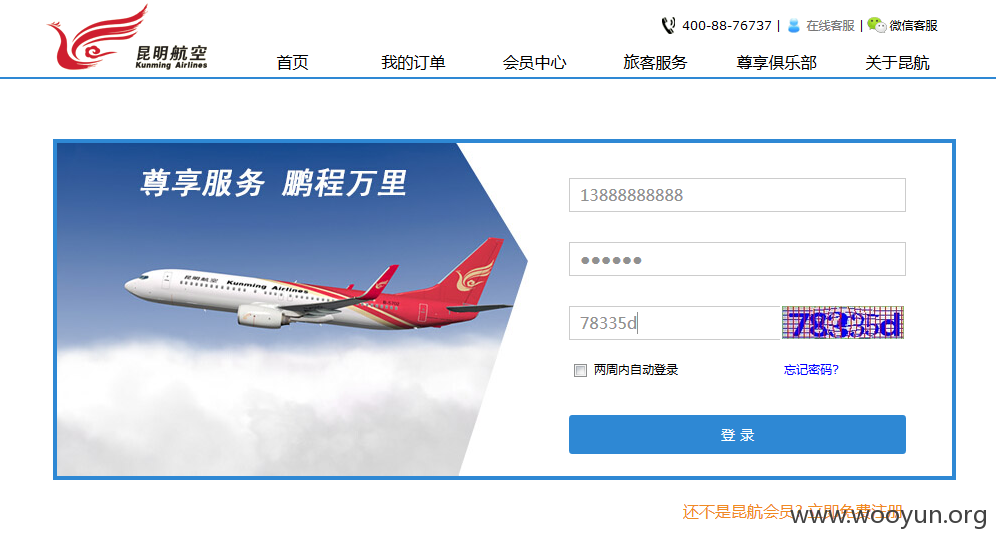 昆明航空
Kunming Airlines
400-88-76737 | 在线客服 | 微信客服
首页 我的订单 会员中心 旅客服务 尊享俱乐部 关于昆航
尊享服务 鹏程万里
昆明航空 Kunming Airlines
13888888888
••••••
78335d
78335d
两周内自动登录 忘记密码?
登 录
还不是昆航会员? 立即免费注册
www.wooyun.org